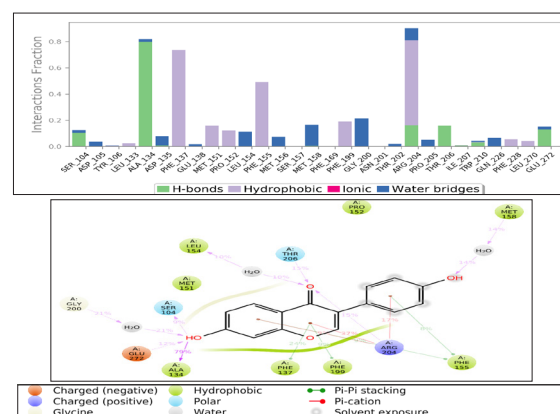 Interactions Fraction
0.8
0.6
0.4
0.2
0.0
SER_104
ASP_105
TYR_106
LEU_133
ALA_134
ASP_135
PHE_137
GLU_138
MET_151
PRO_152
LEU_154
PHE_155
MET_156
SER_157
MET_158
PHE_169
PHE_199
GLY_200
ASN_201
THR_202
ARG_204
PRO_205
THR_206
ILE_207
TRP_210
GLN_226
PHE_228
LEU_270
GLU_272
H-bonds Hydrophobic Ionic Water bridges
A:
PRO
152
A:
MET
158
A:
LEU
154
A:
THR
206
H₂O
H₂O
OH
O
A:
MET
151
A:
SER
104
A:
GLY
200
H₂O
HO
O
A:
GLU
272
79%
A:
ALA
134
A:
PHE
137
A:
PHE
199
A:
ARG
204
A:
PHE
155
Charged (negative) Hydrophobic Pi-Pi stacking
Charged (positive) Polar Pi-cation
Glycine Water Solvent exposure